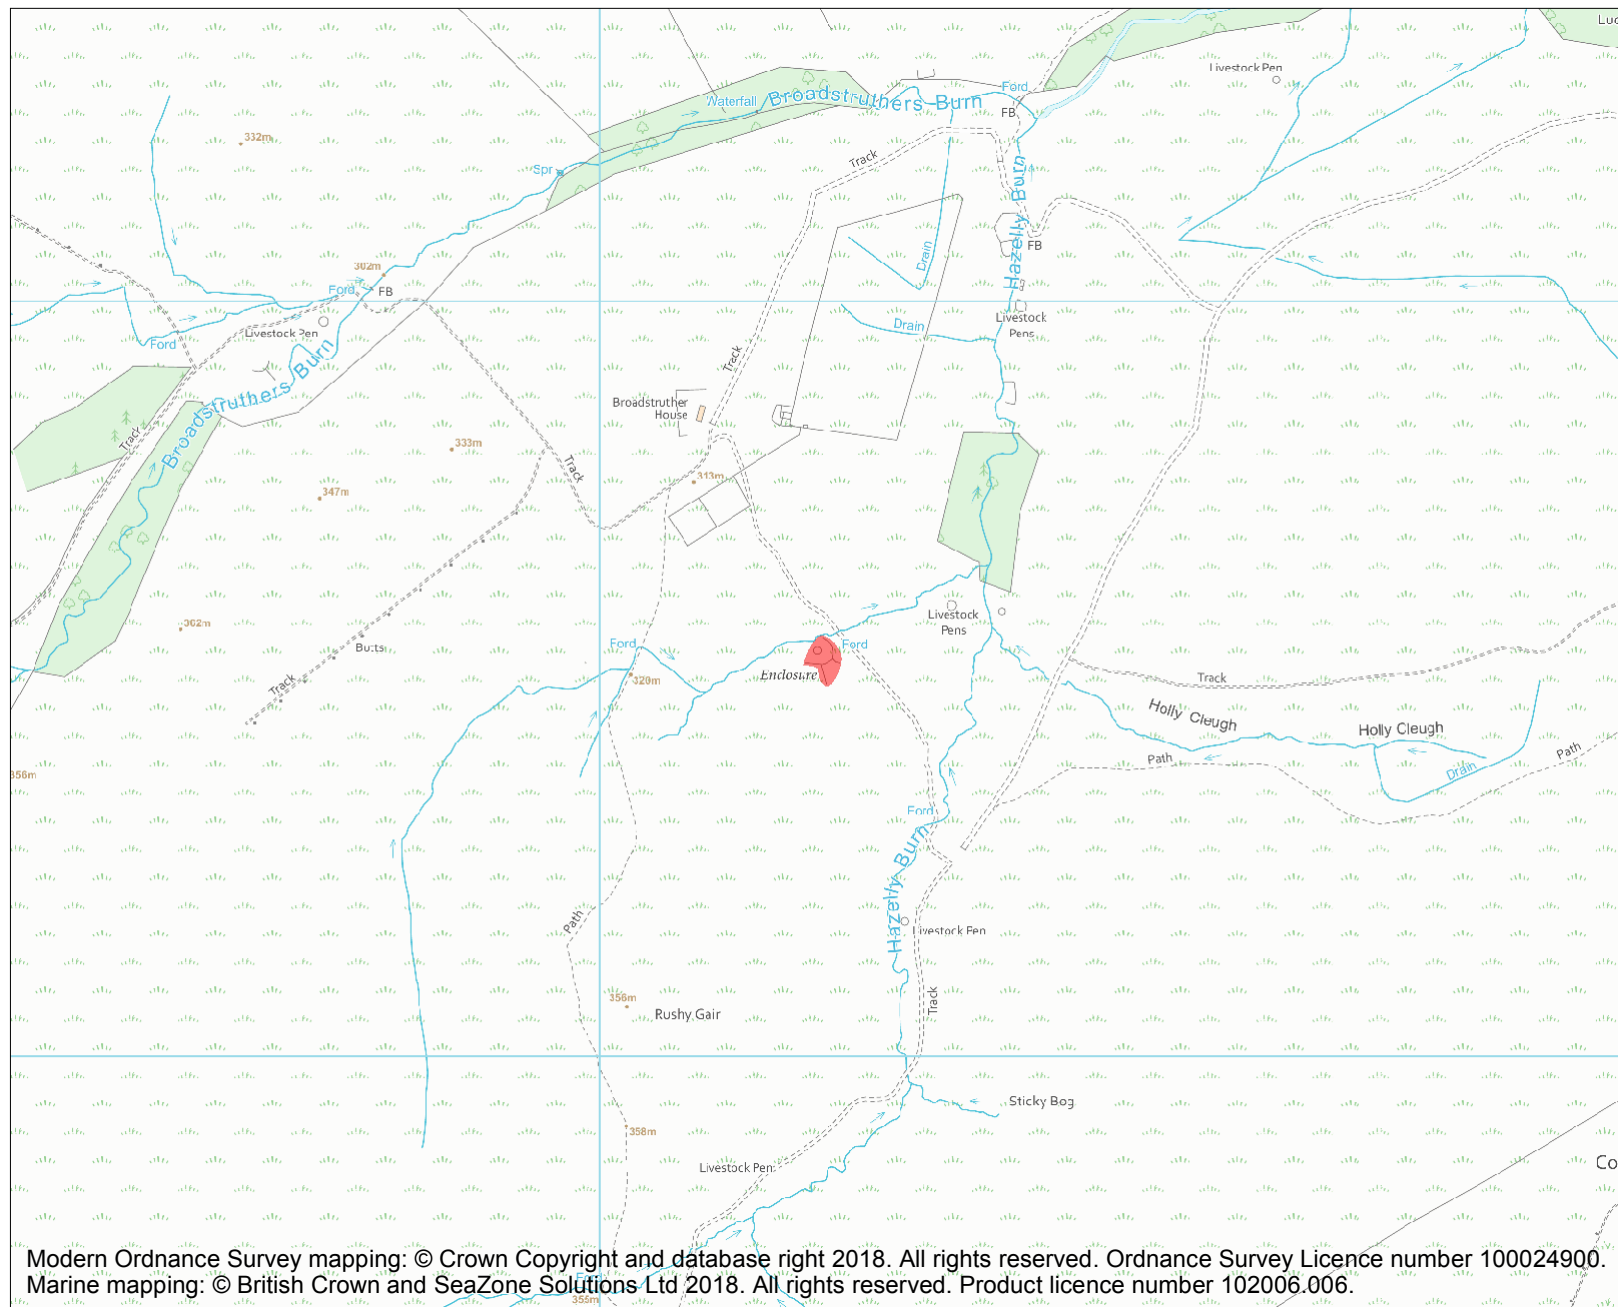 Livestock Pen
Ford
Waterfall
Broadstruthers Burn
FB
332m
Track
Spr
Hazelly Burn
Drain
FB
302m
Ford
FB
Livestock Pen
Ford
Drain
Livestock
Pens
Broadstruthers Burn
Track
Broadstruther
House
Track
333m
Track
313m
347m
302m
Butts
Track
Livestock
Pens
Ford
Ford
Enclosure
320m
Track
Holly Cleugh
Holly Cleugh
Path
Path
Drain
356m
Ford
Hazelly Burn
Path
Livestock Pen
356m
Rushy Gair
Track
Sticky Bog
358m
Livestock Pen
Co
Ford
355m
Modern Ordnance Survey mapping: © Crown Copyright and database right 2018. All rights reserved. Ordnance Survey Licence number 100024900.
Marine mapping: © British Crown and SeaZone Solutions Ltd 2018. All rights reserved. Product licence number 102006.006.